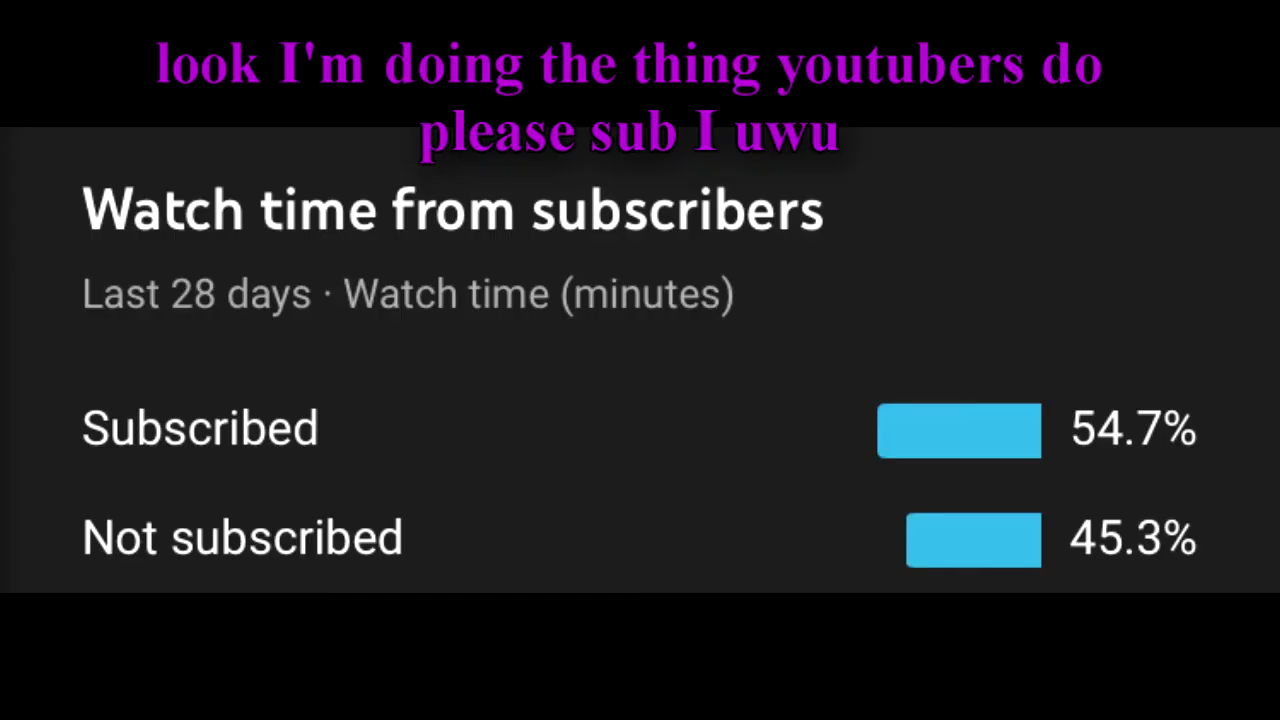 look I'm doing the thing youtubers do
please sub I uwu
Watch time from subscribers
Last 28 days · Watch time (minutes)
Subscribed 54.7%
Not subscribed 45.3%